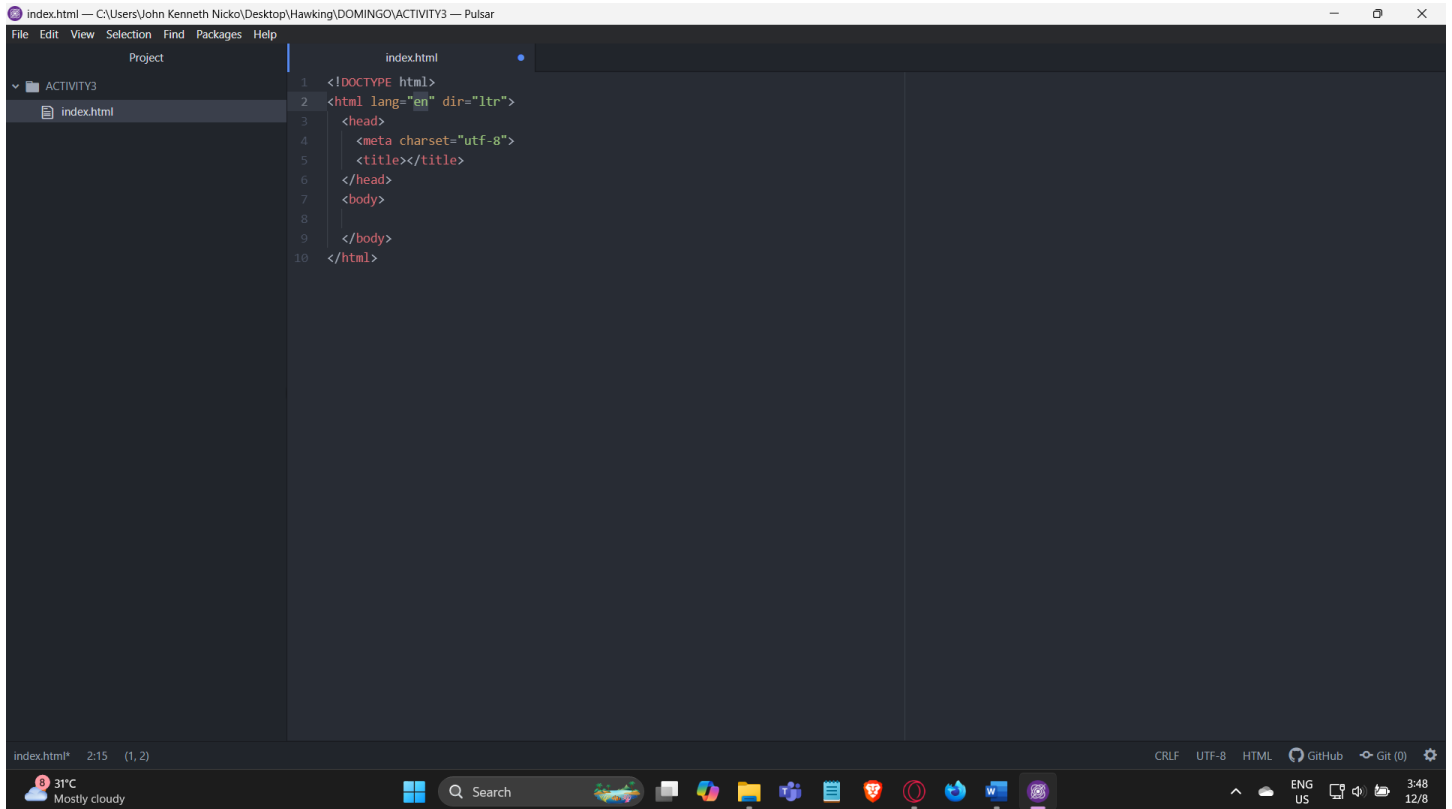 index.html — C:\Users\John Kenneth Nicko\Desktop\Hawking\DOMINGO\ACTIVITY3 — Pulsar
File Edit View Selection Find Packages Help
Project
index.html
ACTIVITY3
index.html
1 <!DOCTYPE html>
2 <html lang="en" dir="ltr">
3 <head>
4 <meta charset="utf-8">
5 <title></title>
6 </head>
7 <body>
8
9 </body>
10 </html>
index.html* 2:15 (1, 2)
CRLF UTF-8 HTML GitHub Git (0)
8
31°C
Mostly cloudy
Search
W
ENG
US
3:48
12/8